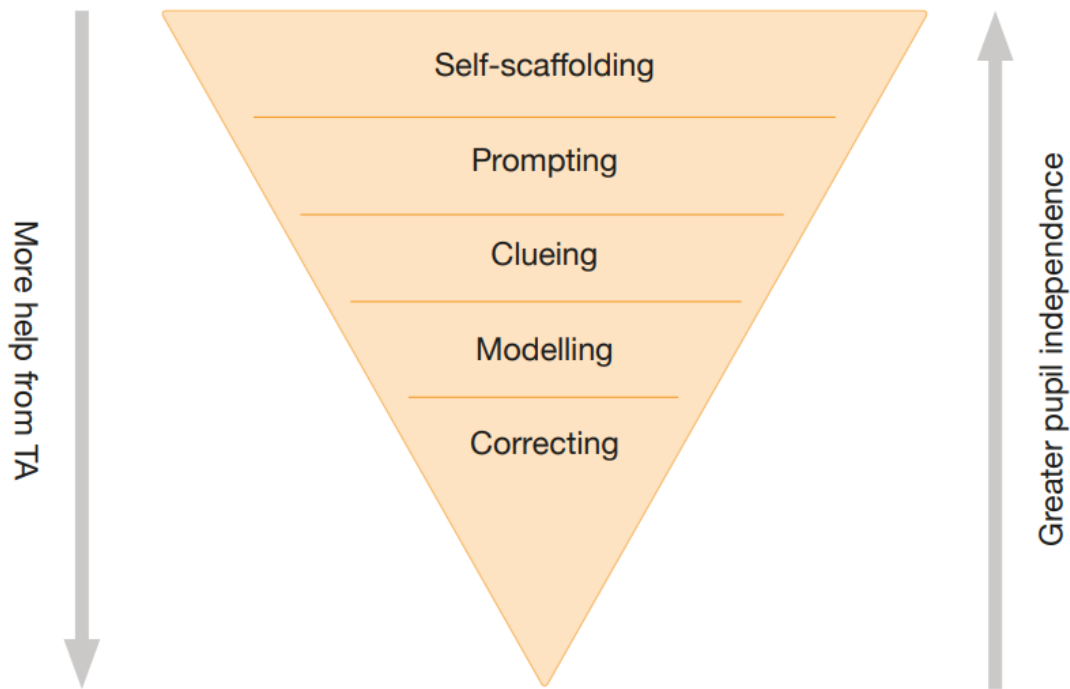 Self-scaffolding
Prompting
Clueing
Modelling
Correcting
More help from TA
Greater pupil independence